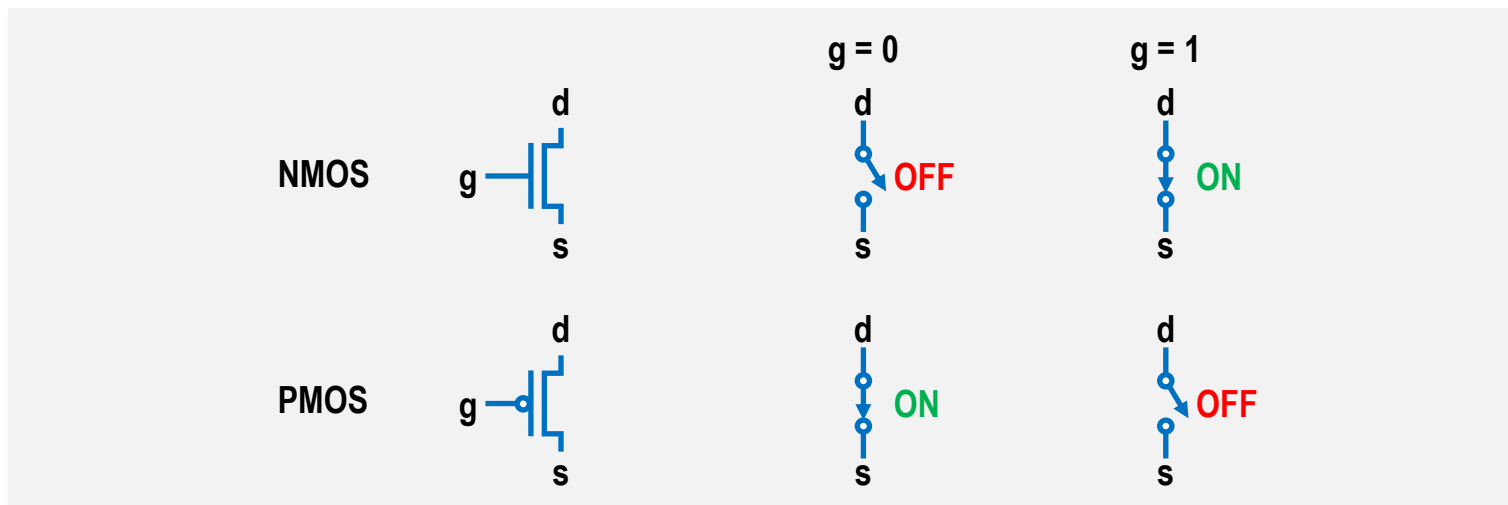 g = 0 g = 1
d d d
NMOS g OFF ON
s s s
d d d
PMOS g ON OFF
s s s